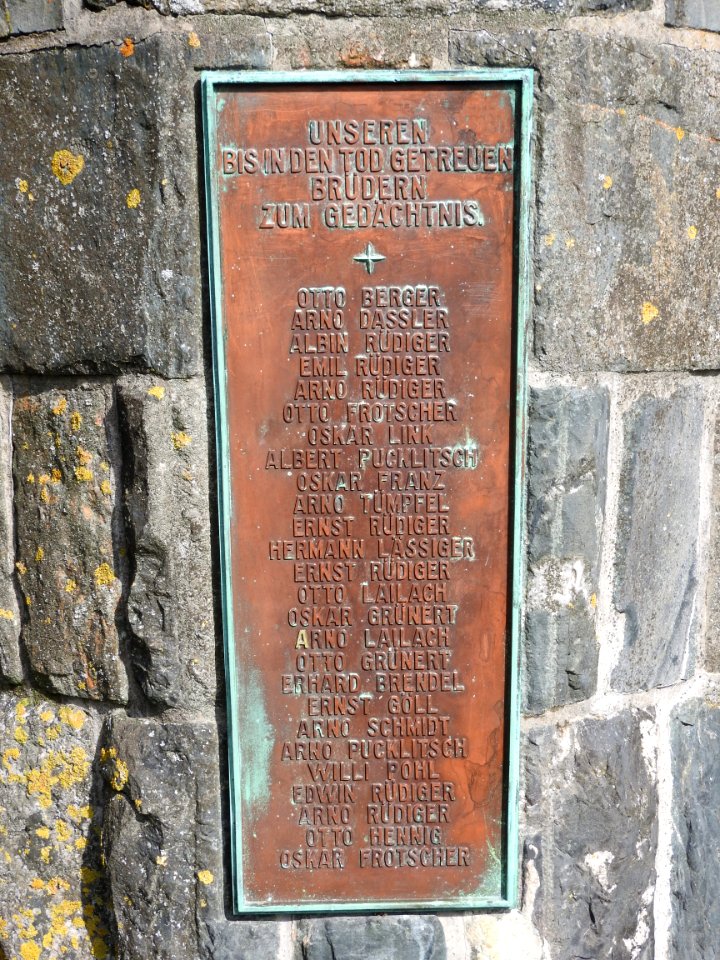 UNSEREN
BIS IN DEN TOD GETREUEN
BRÜDERN
ZUM GEDÄCHTNIS.
OTTO BERGER
ARNO DASSLER
ALBIN RÜDIGER
EMIL RÜDIGER
ARNO RÜDIGER
OTTO FROTSCHER
OSKAR LINK
ALBERT PUCKLITSCH
OSKAR FRANZ
ARNO TÜMPFEL
ERNST RÜDIGER
HERMANN LÄSSIGER
ERNST RÜDIGER
OTTO LAILACH
OSKAR GRÜNERT
ARNO LAILACH
OTTO GRÜNERT
ERHARD BRENDEL
ERNST GOLL
ARNO SCHMIDT
ARNO PUCKLITSCH
WILLI POHL
EDWIN RÜDIGER
ARNO RÜDIGER
OTTO HENNIG
OSKAR FROTSCHER